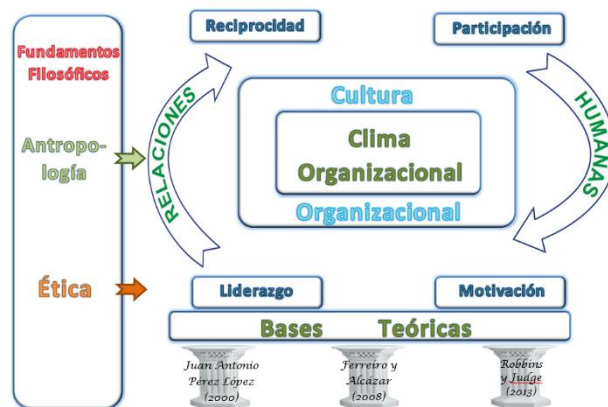 Fundamentos
Filosóficos
Antropo-
logía
Ética
Reciprocidad
Participación
RELACIONES
HUMANAS
Cultura
Clima
Organizacional
Organizacional
Liderazgo
Motivación
Bases Teóricas
Juan Antonio
Pérez López
(2000)
Ferreiro y
Alcázar
(2008)
Robbins
y Judge
(2013)